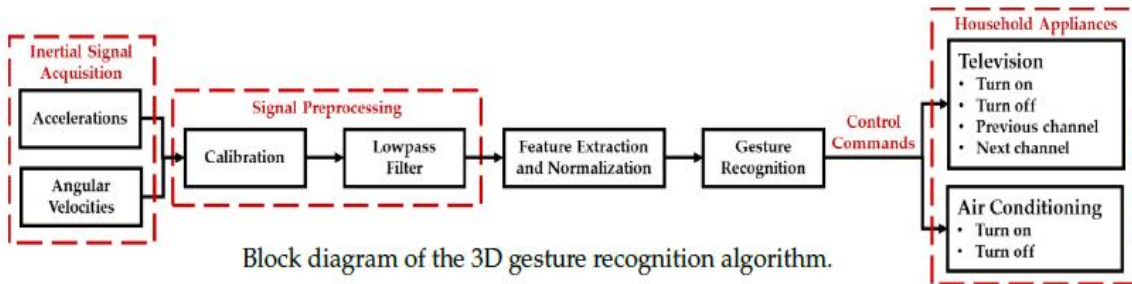 Inertial Signal
Acquisition
Accelerations
Angular
Velocities
Signal Preprocessing
Calibration
Lowpass
Filter
Feature Extraction
and Normalization
Gesture
Recognition
Control
Commands
Household Appliances
Television
• Turn on
• Turn off
• Previous channel
• Next channel
Air Conditioning
• Turn on
• Turn off
Block diagram of the 3D gesture recognition algorithm.